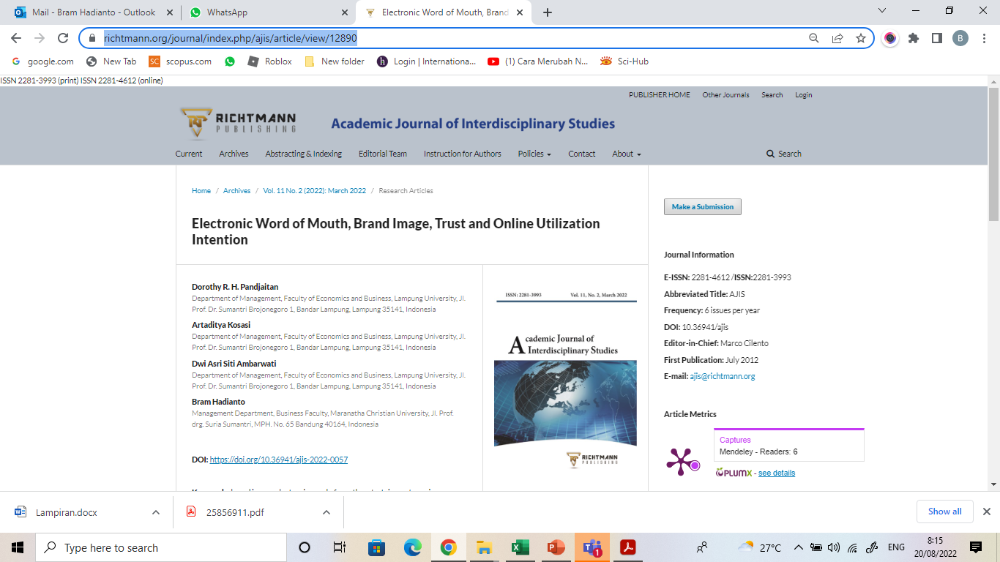 Mail - Bram Hadianto - Outlook
WhatsApp
Electronic Word of Mouth, Brand
richtmann.org/journal/index.php/ajis/article/view/12890
B
G google.com
New Tab
SC scopus.com
Roblox
New folder
h Login | Internationa...
(1) Cara Merubah N...
Sci-Hub
ISSN 2281-3993 (print) ISSN 2281-4612 (online)
PUBLISHER HOME Other Journals Search Login
RICHTMANN
PUBLISHING
Academic Journal of Interdisciplinary Studies
Current Archives Abstracting & Indexing Editorial Team Instruction for Authors Policies Contact About Search
Home / Archives / Vol. 11 No. 2 (2022): March 2022 / Research Articles
Electronic Word of Mouth, Brand Image, Trust and Online Utilization
Intention
Dorothy R. H. Pandjaitan
Department of Management, Faculty of Economics and Business, Lampung University, Jl.
Prof. Dr. Sumantri Brojonegoro 1, Bandar Lampung, Lampung 35141, Indonesia
Artaditya Kosasi
Department of Management, Faculty of Economics and Business, Lampung University, Jl.
Prof. Dr. Sumantri Brojonegoro 1, Bandar Lampung, Lampung 35141, Indonesia
Dwi Asri Siti Ambarwati
Department of Management, Faculty of Economics and Business, Lampung University, Jl.
Prof. Dr. Sumantri Brojonegoro 1, Bandar Lampung, Lampung 35141, Indonesia
Bram Hadianto
Management Department, Business Faculty, Maranatha Christian University, Jl. Prof.
drg. Suria Sumantri, MPH. No. 65 Bandung 40164, Indonesia
DOI: https://doi.org/10.36941/ajis-2022-0057
ISSN: 2281-3993 Vol. 11, No. 2, March 2022
Academic Journal of
Interdisciplinary Studies
RICHTMANN
PUBLISHING
Make a Submission
Journal Information
E-ISSN: 2281-4612 /ISSN:2281-3993
Abbreviated Title: AJIS
Frequency: 6 issues per year
DOI: 10.36941/ajis
Editor-in-Chief: Marco Cilento
First Publication: July 2012
E-mail: ajis@richtmann.org
Article Metrics
Captures
Mendeley - Readers: 6
PLUMX - see details
Lampiran.docx
25856911.pdf
Show all
Type here to search
1
27°C
ENG
8:15
20/08/2022